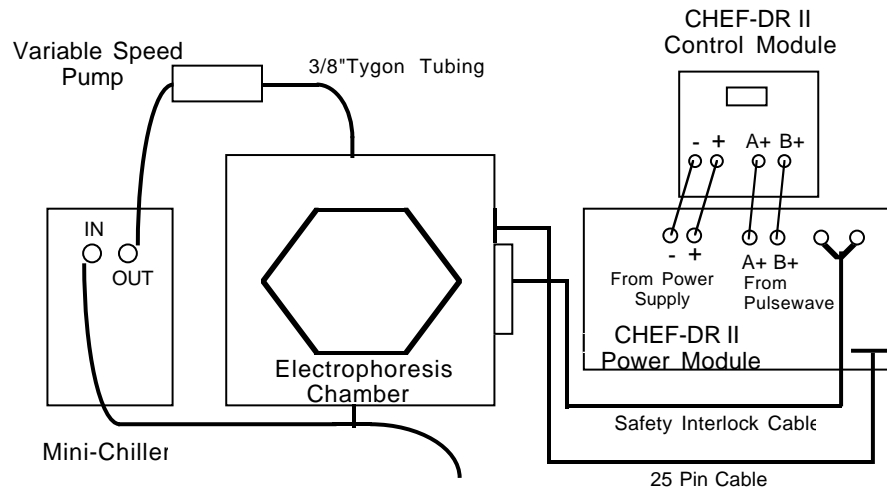 CHEF-DR II
Control Module
Variable Speed
Pump
3/8"Tygon Tubing
- + A+ B+
IN
OUT
- + A+ B+
From Power
Supply
From
Pulsewave
CHEF-DR II
Power Module
Electrophoresis
Chamber
Safety Interlock Cable
Mini-Chiller
25 Pin Cable